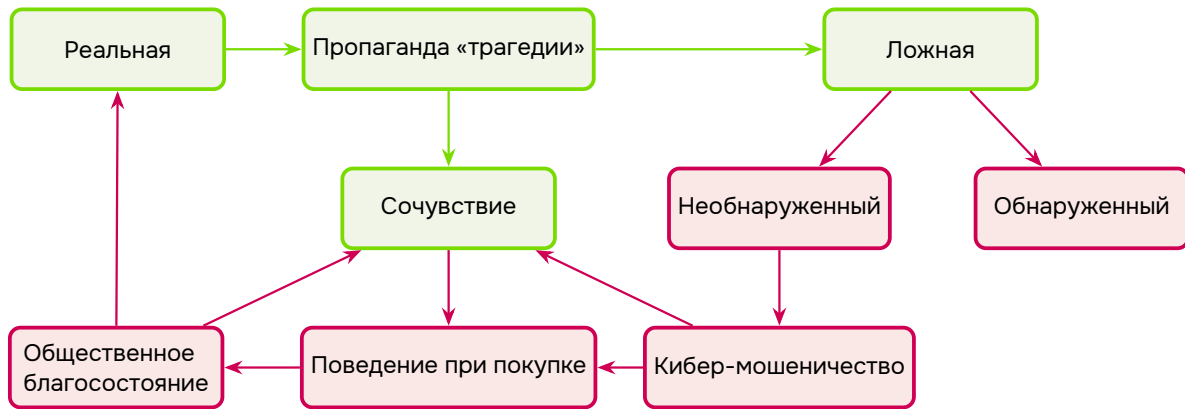 Реальная
Пропаганда «трагедии»
Ложная
Сочувствие
Необнаруженный
Обнаруженный
Общественное
благосостояние
Поведение при покупке
Кибер-мошеничество